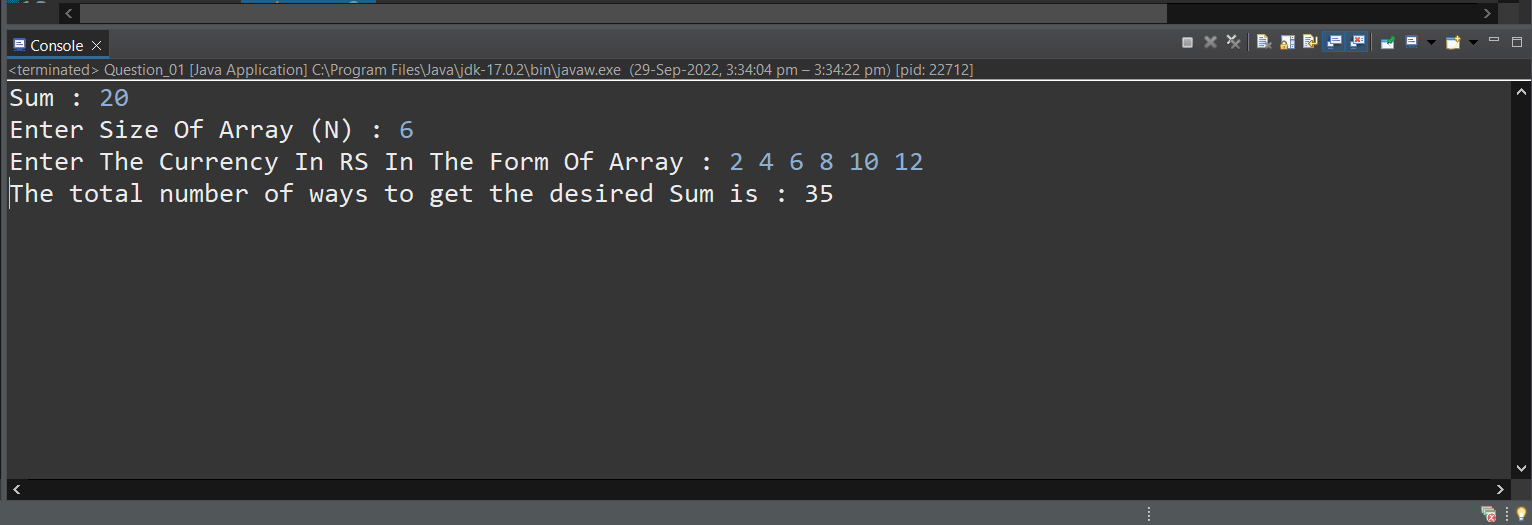 Console
<terminated> Question_01 [Java Application] C:\Program Files\Java\jdk-17.0.2\bin\javaw.exe (29-Sep-2022, 3:34:04 pm – 3:34:22 pm) [pid: 22712]
Sum : 20
Enter Size Of Array (N) : 6
Enter The Currency In RS In The Form Of Array : 2 4 6 8 10 12
The total number of ways to get the desired Sum is : 35